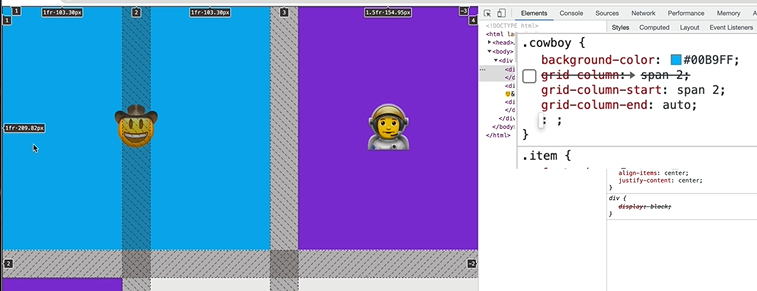 1
1fr•103.30px
2
1fr•103.30px
3
1.5fr•154.95px
-3
1
4
1fr•209.82px
2
-2
Elements Console Sources Network Performance Memory
<!DOCTYPE html>
<html
<head>
<body>
<div
<di
</d
<di
&
</d
</div
</body>
</html>
Styles Computed Layout Event Listeners
.cowboy {
background-color: #00B9FF;
grid-column: span 2;
grid-column-start: span 2;
grid-column-end: auto;
: ;
}
.item {
align-items: center;
justify-content: center;
}
div {
display: block;
}